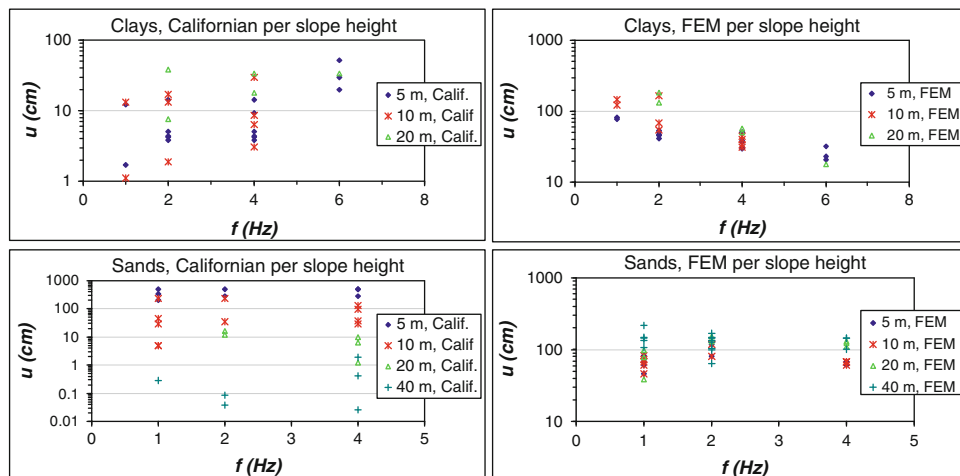 Clays, Californian per slope height
100
10
1
u (cm)
0 2 4 6 8
f (Hz)
5 m, Calif.
10 m, Calif
20 m, Calif.
Clays, FEM per slope height
1000
100
10
u (cm)
0 2 4 6 8
f (Hz)
5 m, FEM
10 m, FEM
20 m, FEM
Sands, Californian per slope height
1000
100
10
1
0.1
0.01
u (cm)
0 1 2 3 4 5
f (Hz)
5 m, Calif.
10 m, Calif
20 m, Calif.
40 m, Calif.
Sands, FEM per slope height
1000
100
10
u (cm)
0 1 2 3 4 5
f (Hz)
5 m, FEM
10 m, FEM
20 m, FEM
40 m, FEM